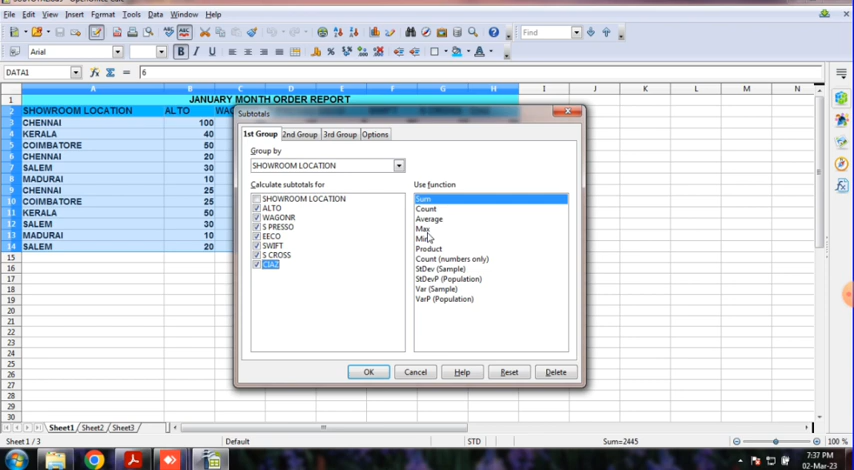 File Edit View Insert Format Tools Data Window Help
Find
Arial
B I U
DATA1
fx Σ = 6
A B C D E F G H I J K L M N
1 JANUARY MONTH ORDER REPORT
2 SHOWROOM LOCATION ALTO
3 CHENNAI 100
4 KERALA 40
5 COIMBATORE 50
6 CHENNAI 20
7 SALEM 30
8 MADURAI 10
9 CHENNAI 25
10 COIMBATORE 25
11 KERALA 50
12 SALEM 30
13 MADURAI 10
14 SALEM 20
15
16
17
18
19
20
21
22
23
24
25
26
27
28
29
30
Subtotals
1st Group 2nd Group 3rd Group Options
Group by
SHOWROOM LOCATION
Calculate subtotals for
SHOWROOM LOCATION
ALTO
WAGONR
S PRESSO
EECO
SWIFT
S CROSS
CIAZ
Use function
Sum
Count
Average
Max
Min
Product
Count (numbers only)
StDev (Sample)
StDevP (Population)
Var (Sample)
VarP (Population)
OK Cancel Help Reset Delete
Sheet1 Sheet2 Sheet3
Sheet 1 / 3 Default STD Sum=2445 100 %
7:37 PM
02-Mar-23